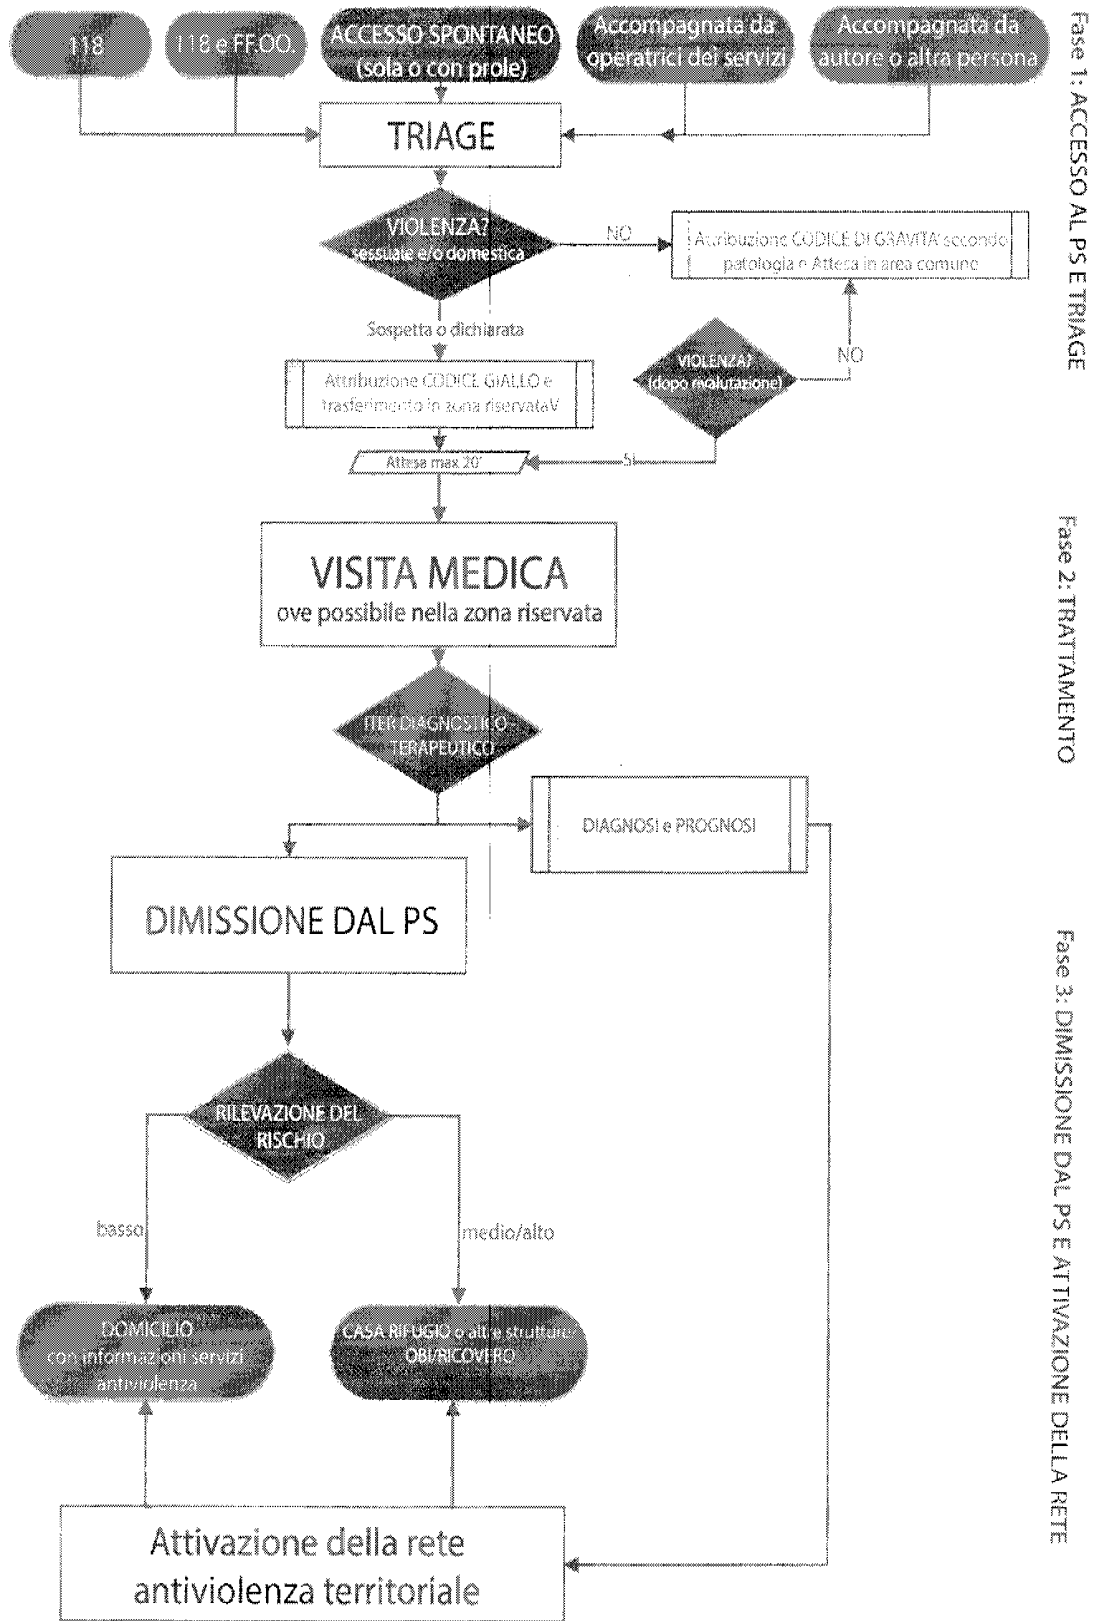 118
118 e FF.OO.
ACCESSO SPONTANEO
(sola o con prole)
Accompagnata da
operatrici dei servizi
Accompagnata da
autore o altra persona
Fase 1: ACCESSO AL PS E TRIAGE
TRIAGE
VIOLENZA?
sessuale e/o domestica
NO
Attribuzione CODICE DI GRAVITA' secondo
patologia e Attesa in area comune
Sospetta o dichiarata
VIOLENZA?
(dopo rivalutazione)
NO
Attribuzione CODICE GIALLO e
trasferimento in zona riservataV
Attesa max 20'
SI
Fase 2: TRATTAMENTO
VISITA MEDICA
ove possibile nella zona riservata
ITER DIAGNOSTICO-
TERAPEUTICO
DIAGNOSI e PROGNOSI
Fase 3: DIMISSIONE DAL PS E ATTIVAZIONE DELLA RETE
DIMISSIONE DAL PS
RILEVAZIONE DEL
RISCHIO
basso
medio/alto
DOMICILIO
con informazioni servizi
antiviolenza
CASA RIFUGIO o altre strutture/
OBI/RICOVERO
Attivazione della rete
antiviolenza territoriale